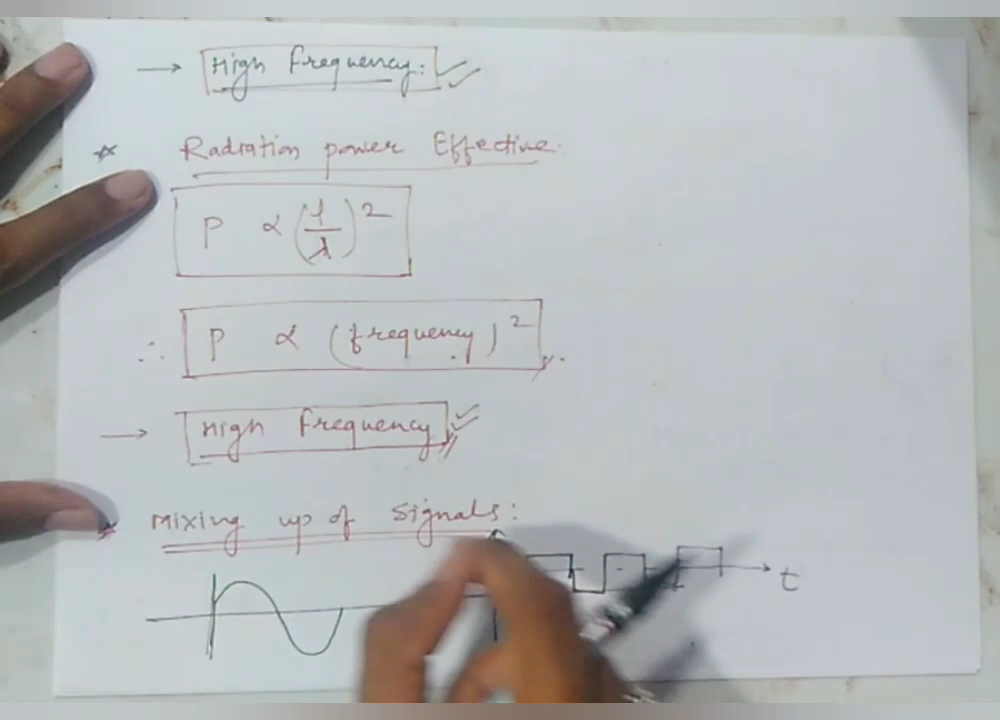 → High frequency:
* Radiation power Effective.
P ∝ (1/λ)²
∴ P ∝ (frequency)²
→ High frequency
* Mixing up of signals:
t